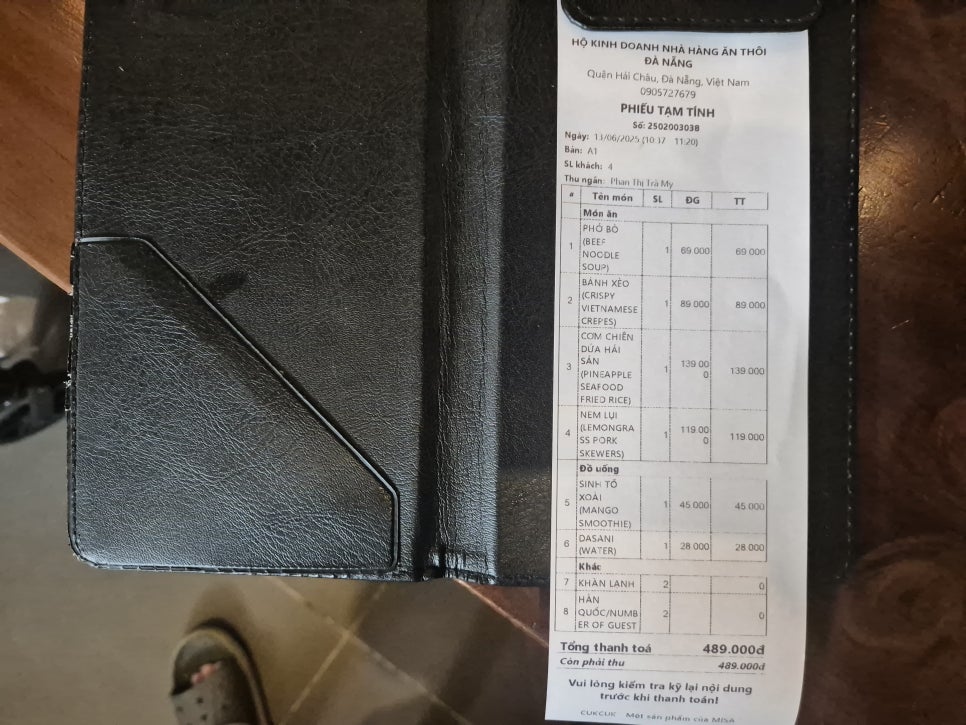 HỘ KINH DOANH NHÀ HÀNG ĂN THÔI
ĐÀ NẴNG
Quận Hải Châu, Đà Nẵng, Việt Nam
0905727679
PHIẾU TẠM TÍNH
Số: 2502003038
Ngày: 13/06/2025 (10:37 11:20)
Bàn: A1
SL khách: 4
Thu ngân: Phan Thị Trà My
# Tên món SL ĐG TT
Món ăn
1 PHỞ BÒ 1 69 000 69 000
(BEEF
NOODLE
SOUP)
2 BÁNH XÈO 1 89 000 89 000
(CRISPY
VIETNAMESE
CREPES)
3 CƠM CHIÊN 1 139 00 139 000
DỨA HẢI 0
SẢN
(PINEAPPLE
SEAFOOD
FRIED RICE)
4 NEM LỤI 1 119 00 119 000
(LEMONGRA 0
SS PORK
SKEWERS)
Đồ uống
5 SINH TỐ 1 45 000 45 000
XOÀI
(MANGO
SMOOTHIE)
6 DASANI 1 28 000 28 000
(WATER)
Khác
7 KHĂN LẠNH 2 0
8 HÀN 2 0
QUỐC/NUMB
ER OF GUEST
Tổng thanh toá 489.000đ
Còn phải thu 489.000đ
Vui lòng kiểm tra kỹ lại nội dung
trước khi thanh toán!
CUKCUK Một sản phẩm của MISA